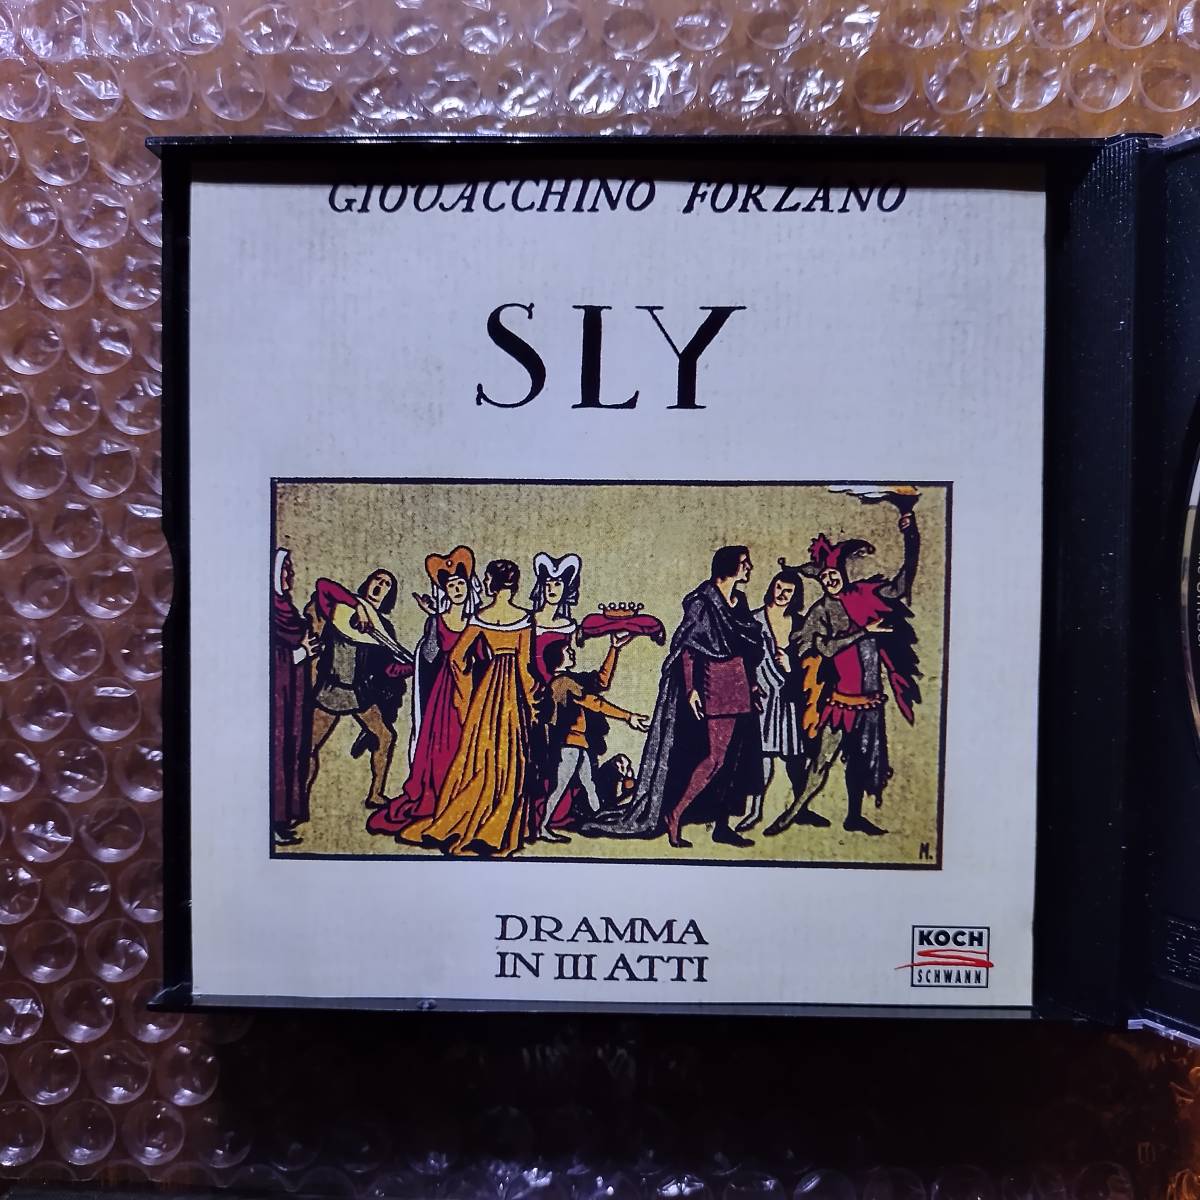 GIOVACCHINO FORZANO
SLY
M.
DRAMMA
IN III ATTI
KOCH
SCHWANN